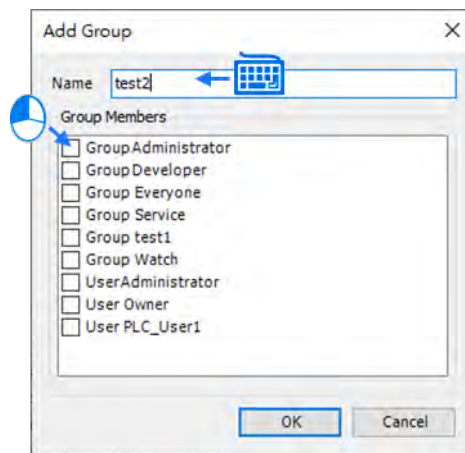 Add Group
Name test2
Group Members
Group Administrator
Group Developer
Group Everyone
Group Service
Group test1
Group Watch
User Administrator
User Owner
User PLC_User1
OK Cancel